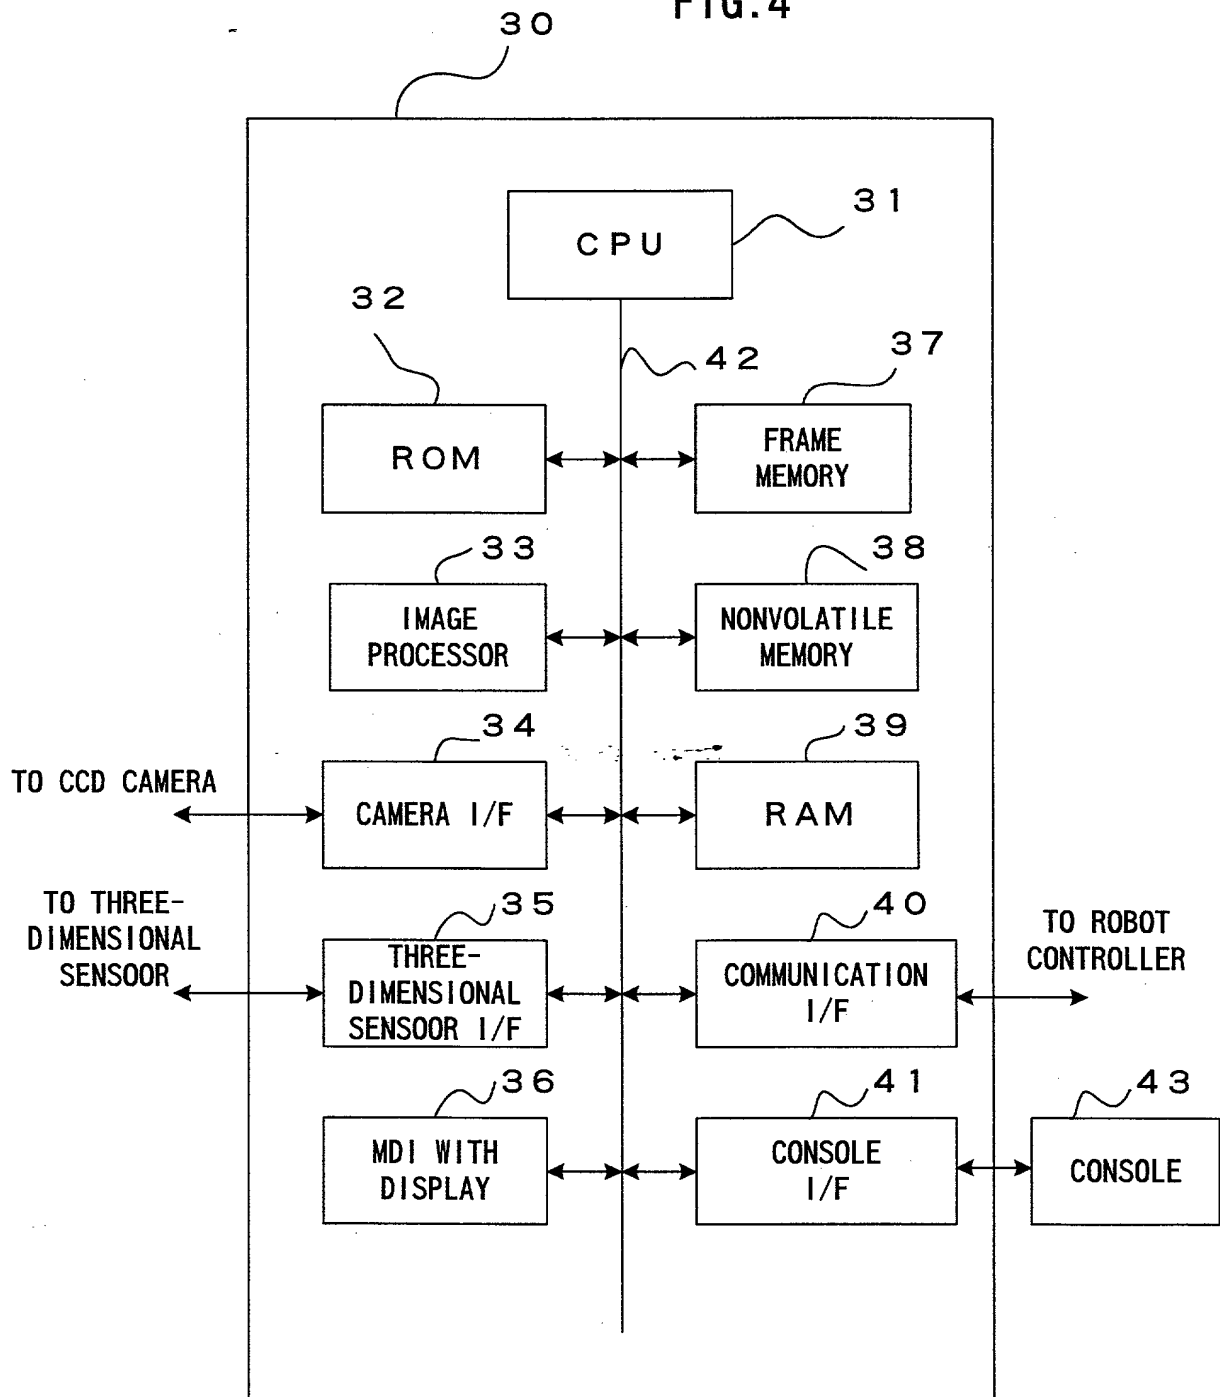 FIG.4
30
CPU
31
32
42
37
ROM
FRAME
MEMORY
33
38
IMAGE
PROCESSOR
NONVOLATILE
MEMORY
34
39
TO CCD CAMERA
CAMERA I/F
RAM
TO THREE-
DIMENSIONAL
SENSOOR
35
THREE-
DIMENSIONAL
SENSOOR I/F
40
COMMUNICATION
I/F
TO ROBOT
CONTROLLER
36
MDI WITH
DISPLAY
41
CONSOLE
I/F
43
CONSOLE